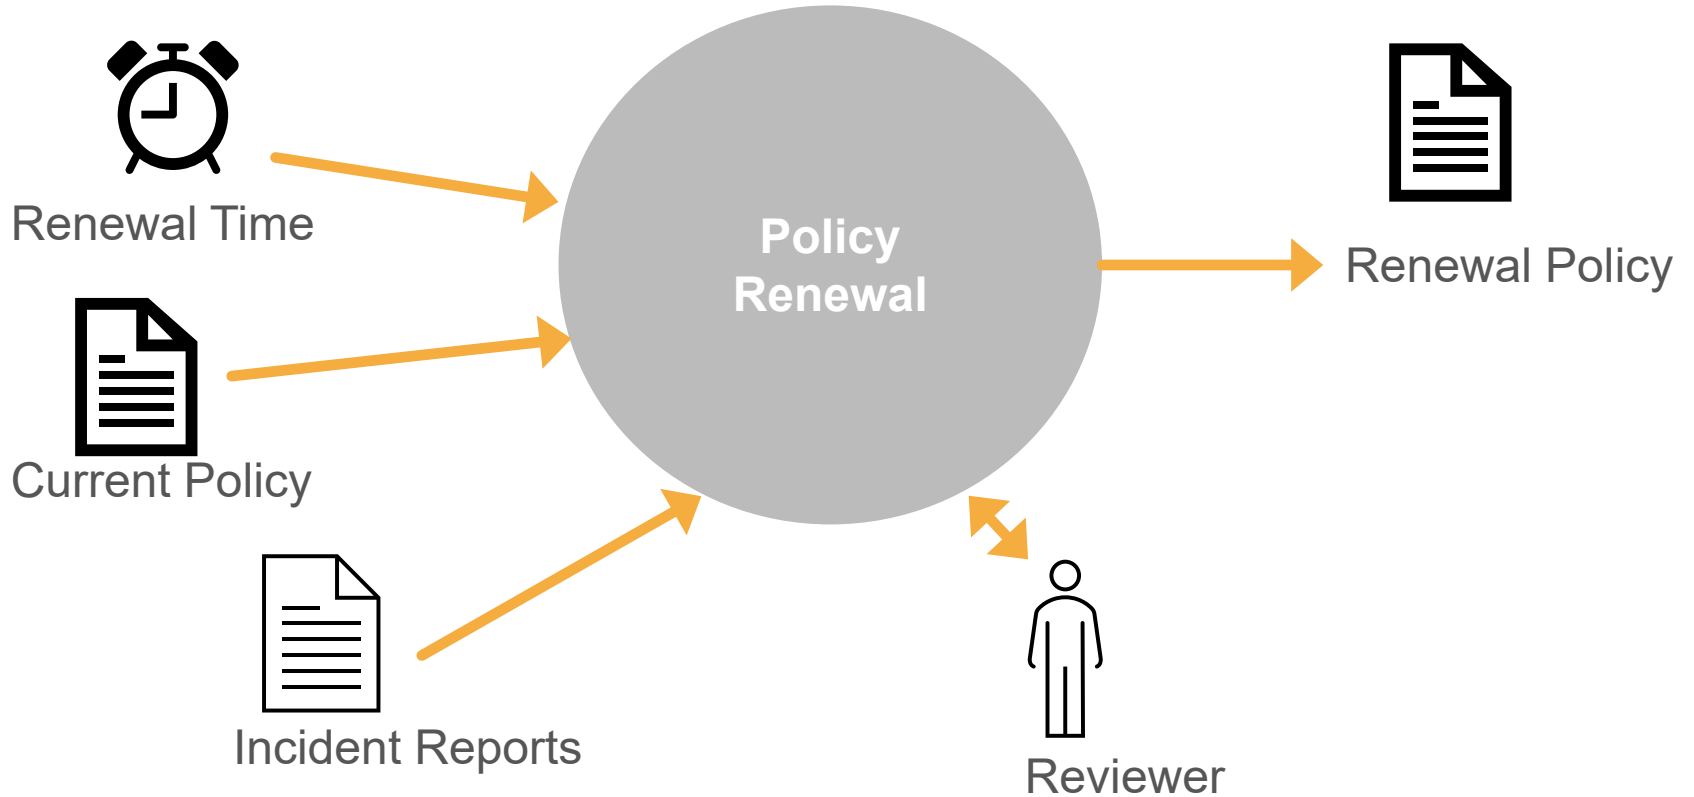 Renewal Time
Policy
Renewal
Renewal Policy
Current Policy
Incident Reports
Reviewer